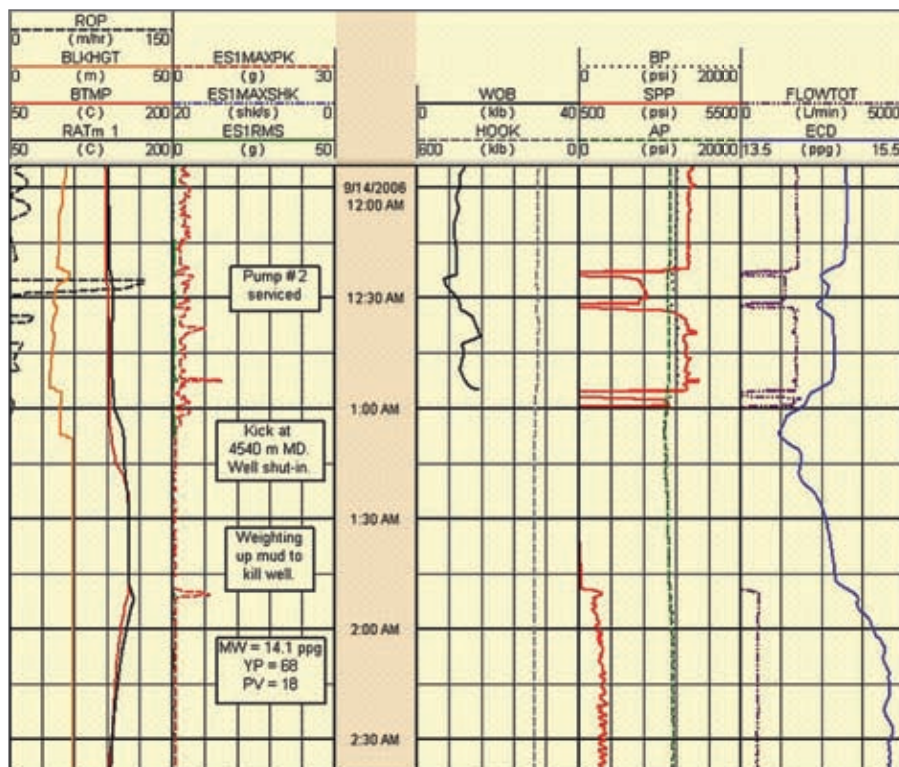 ROP
0 (m/hr) 150
BLKHGT
0 (m) 50
BTMP
50 (C) 200
RATm 1
50 (C) 200
ES1MAXPK
0 (g) 30
ES1MAXSHK
20 (shk/s) 0
ES1RMS
0 (g) 50
WOB
0 (klb) 40
HOOK
600 (klb) 0
BP
0 (psi) 20000
SPP
500 (psi) 5500
AP
0 (psi) 20000
FLOWTOT
0 (L/min) 5000
ECD
13.5 (ppg) 15.5
9/14/2006
12:00 AM
Pump #2
serviced
12:30 AM
1:00 AM
Kick at
4540 m MD.
Well shut-in.
1:30 AM
Weighting
up mud to
kill well.
2:00 AM
MW = 14.1 ppg
YP = 68
PV = 18
2:30 AM